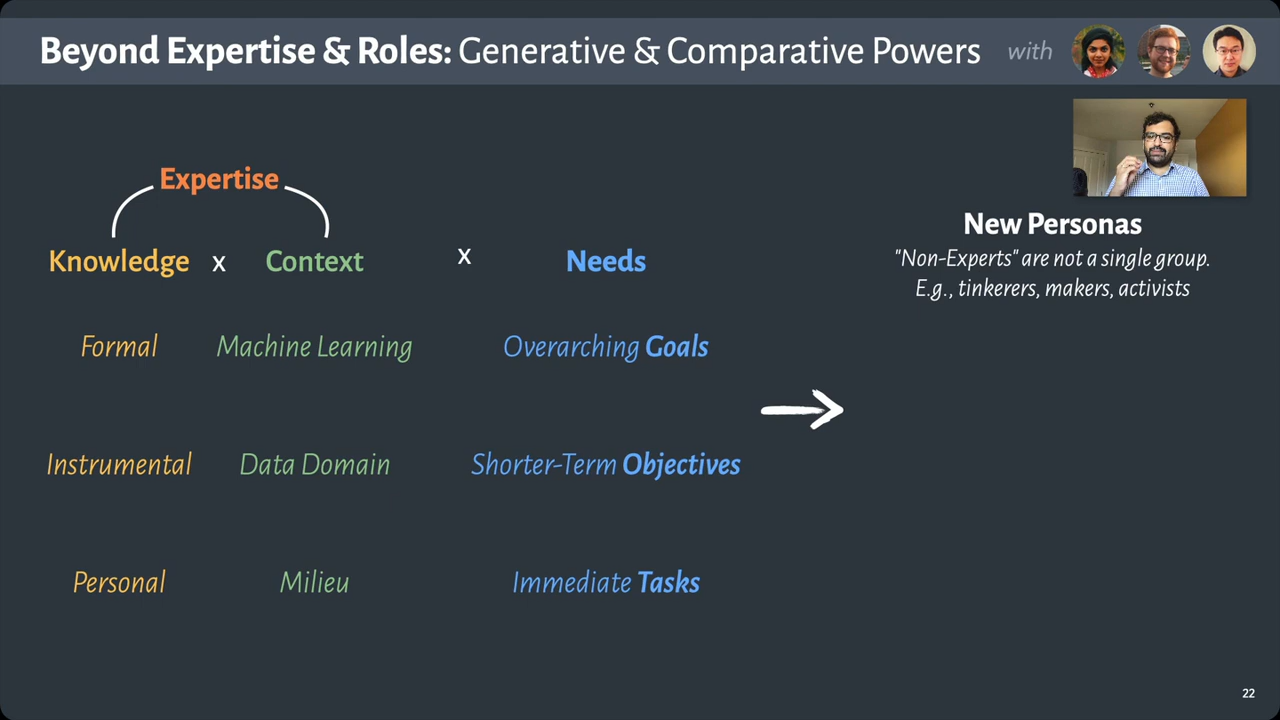 Beyond Expertise & Roles: Generative & Comparative Powers with
Expertise
Knowledge x Context x Needs
Formal Machine Learning Overarching Goals
Instrumental Data Domain Shorter-Term Objectives
Personal Milieu Immediate Tasks
New Personas
"Non-Experts" are not a single group.
E.g., tinkerers, makers, activists
22